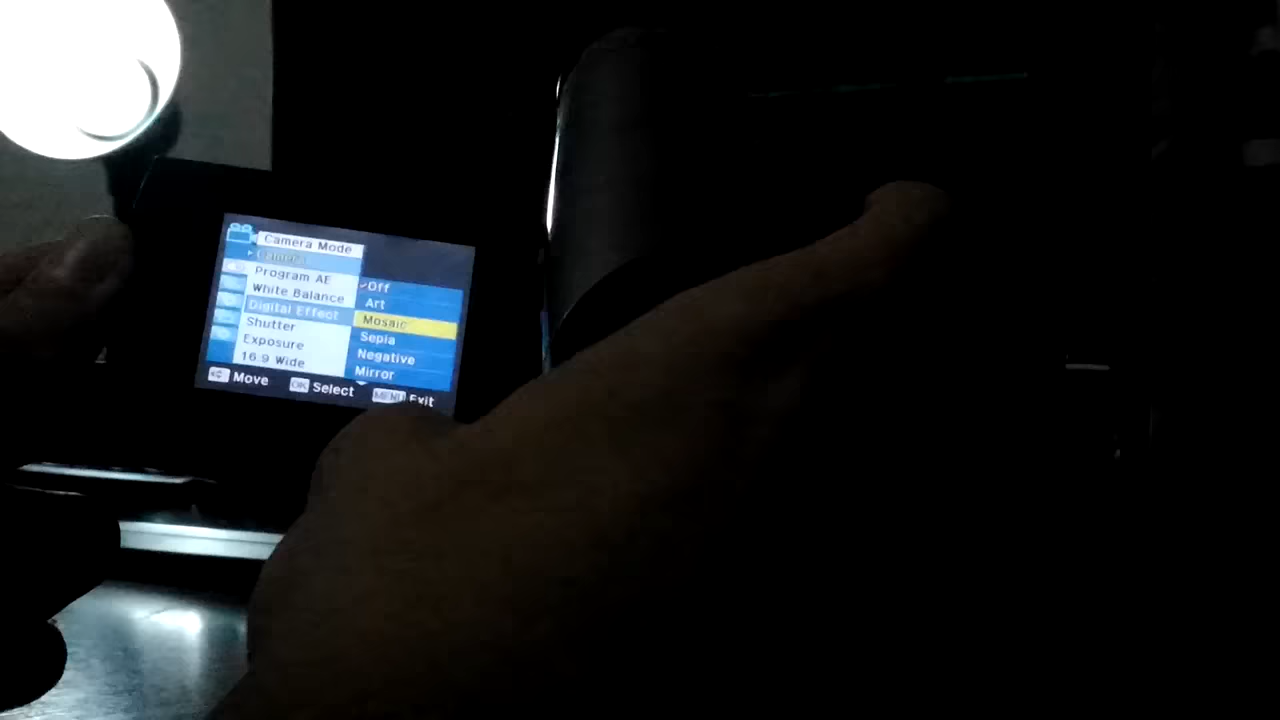 Camera Mode
Camera
Program AE
White Balance
Digital Effect
Shutter
Exposure
16:9 Wide
Off
Art
Mosaic
Sepia
Negative
Mirror
Move OK Select MENU Exit